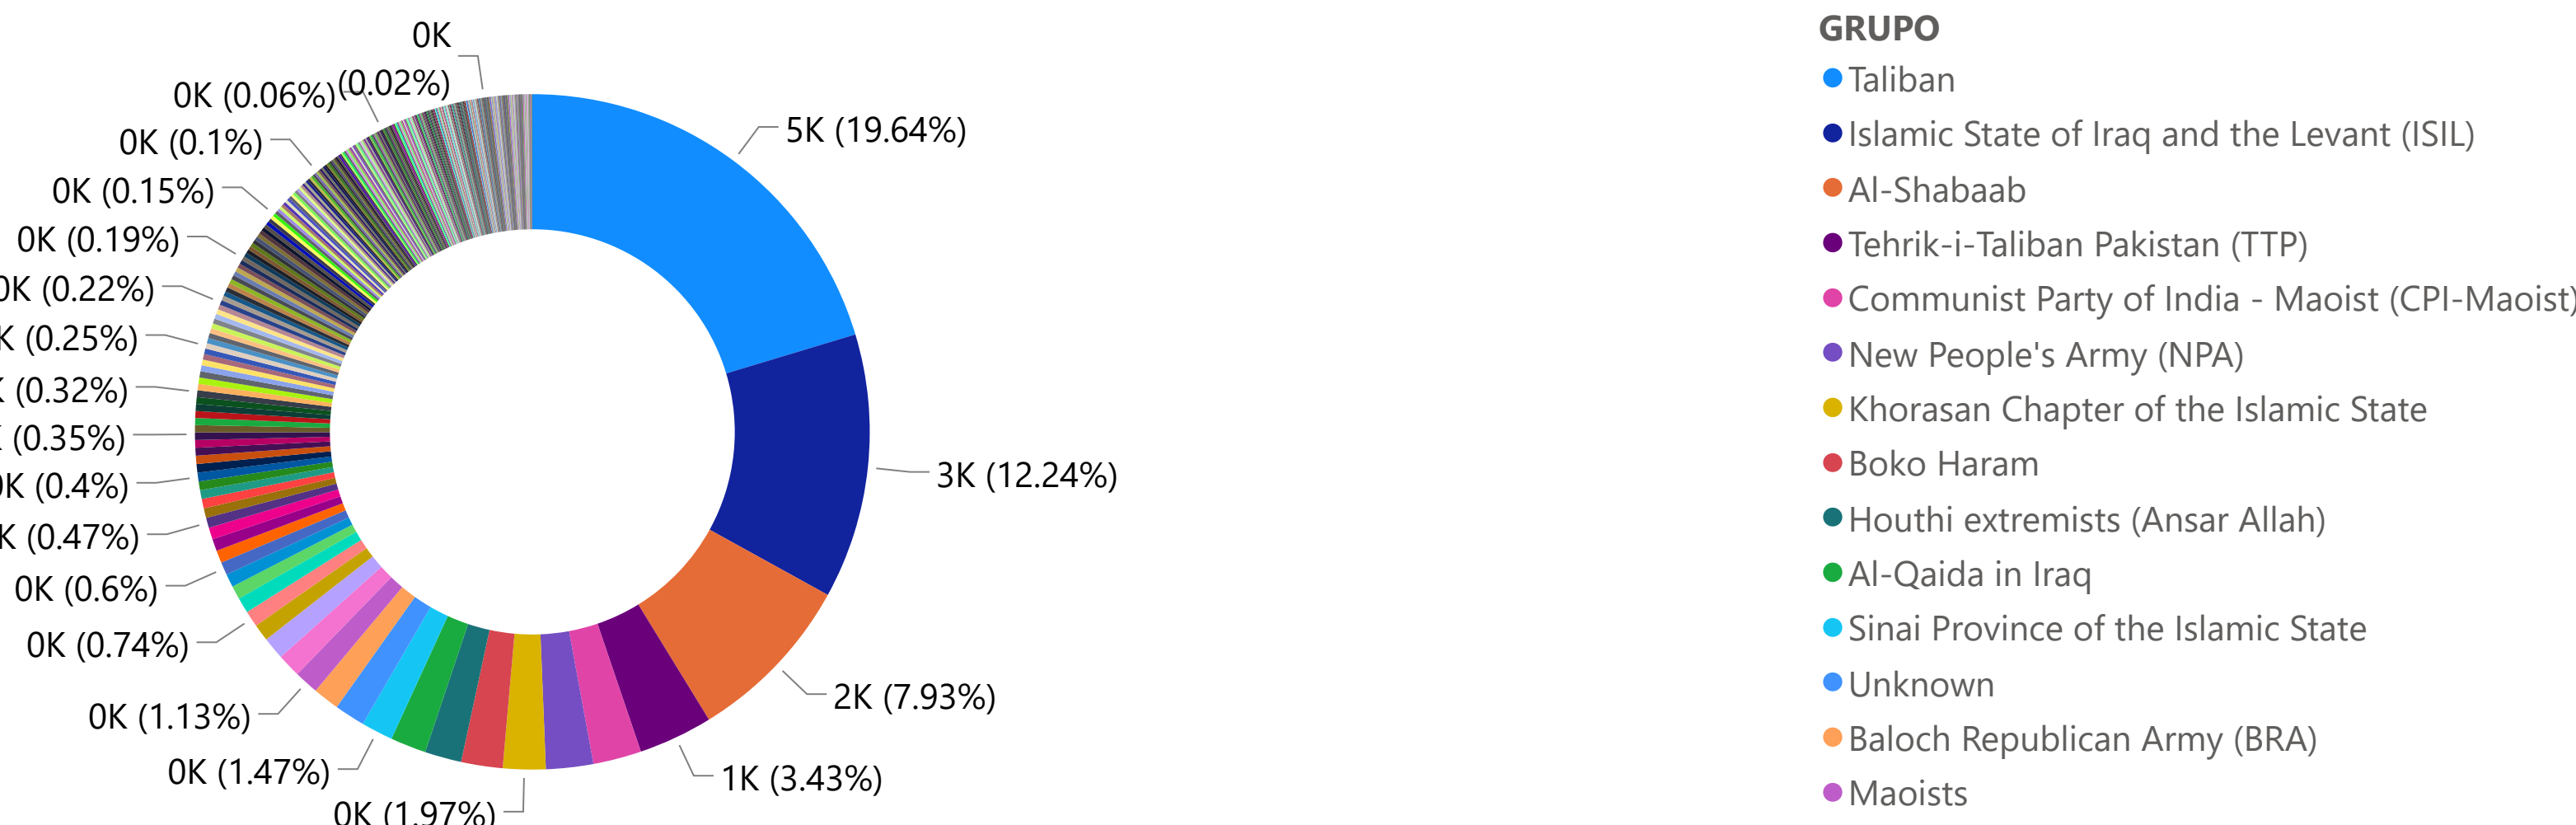 0K
(0.02%)
0K (0.06%)
0K (0.1%)
0K (0.15%)
0K (0.19%)
0K (0.22%)
K (0.25%)
(0.32%)
(0.35%)
0K (0.4%)
K (0.47%)
0K (0.6%)
0K (0.74%)
0K (1.13%)
0K (1.47%)
0K (1.97%)
1K (3.43%)
2K (7.93%)
3K (12.24%)
5K (19.64%)
GRUPO
Taliban
Islamic State of Iraq and the Levant (ISIL)
Al-Shabaab
Tehrik-i-Taliban Pakistan (TTP)
Communist Party of India - Maoist (CPI-Maoist)
New People's Army (NPA)
Khorasan Chapter of the Islamic State
Boko Haram
Houthi extremists (Ansar Allah)
Al-Qaida in Iraq
Sinai Province of the Islamic State
Unknown
Baloch Republican Army (BRA)
Maoists